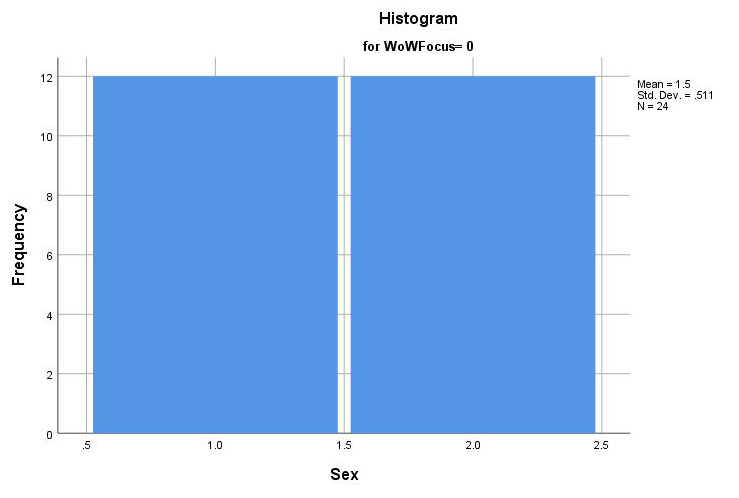 Histogram
for WoWFocus= 0
12
10
8
6
4
2
0
Frequency
.5
1.0
1.5
2.0
2.5
Sex
Mean = 1.5
Std. Dev. = .511
N = 24